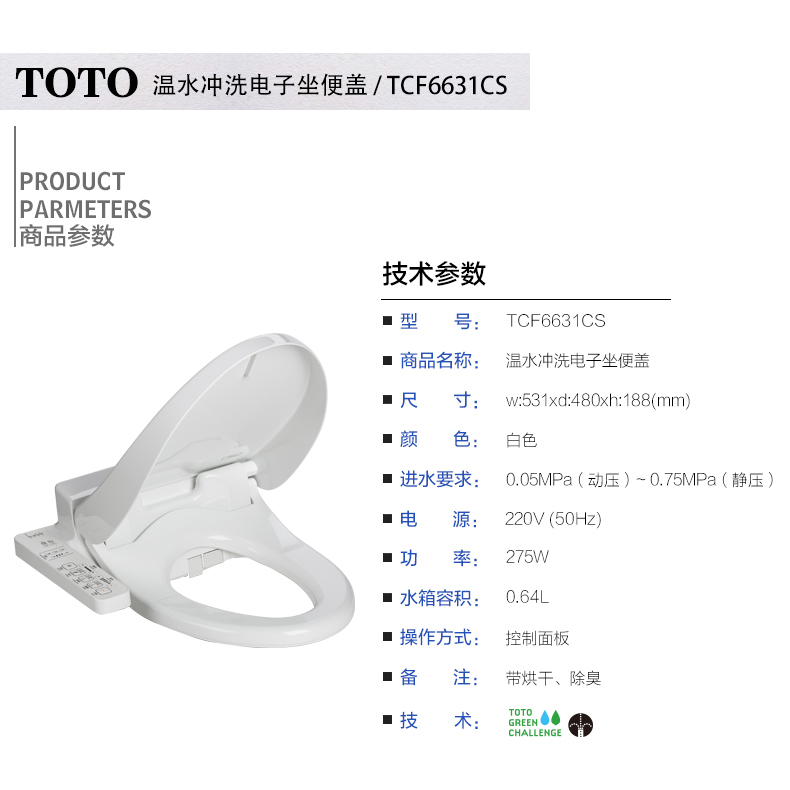 TOTO 温水冲洗电子坐便盖 / TCF6631CS
PRODUCT
PARMETERS
商品参数
技术参数
■ 型 号： TCF6631CS
■ 商品名称： 温水冲洗电子坐便盖
■ 尺 寸： w:531xd:480xh:188(mm)
■ 颜 色： 白色
■ 进水要求： 0.05MPa（动压）~ 0.75MPa（静压）
■ 电 源： 220V (50Hz)
■ 功 率： 275W
■ 水箱容积： 0.64L
■ 操作方式： 控制面板
■ 备 注： 带烘干、除臭
■ 技 术：
TOTO
GREEN
CHALLENGE